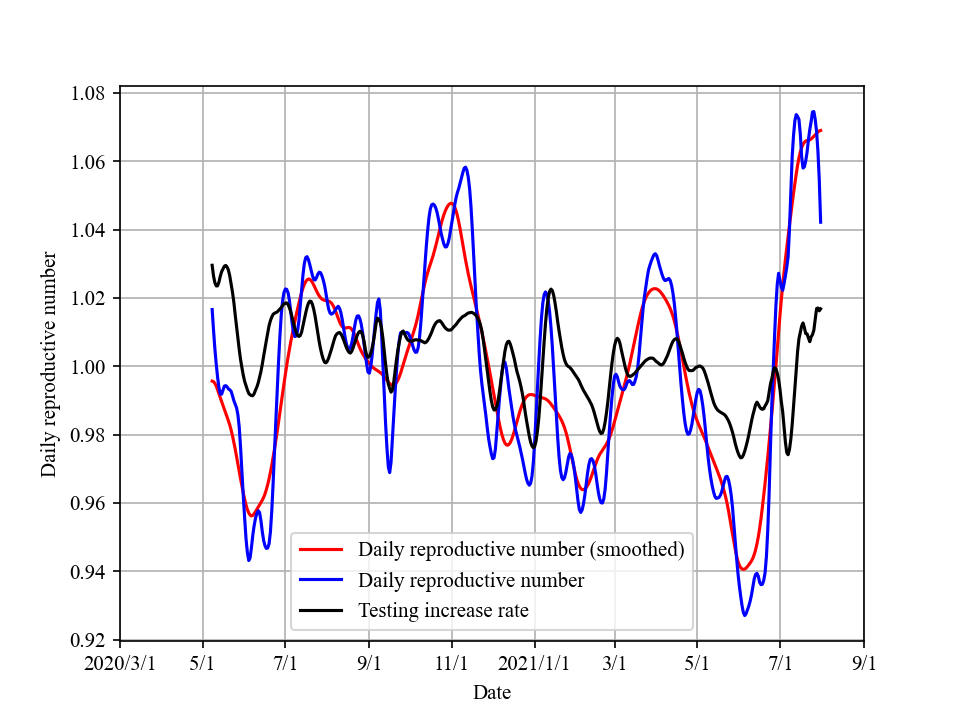 1.08
1.06
1.04
1.02
1.00
0.98
0.96
0.94
0.92
Daily reproductive number
Daily reproductive number (smoothed)
Daily reproductive number
Testing increase rate
2020/3/1 5/1 7/1 9/1 11/1 2021/1/1 3/1 5/1 7/1 9/1
Date